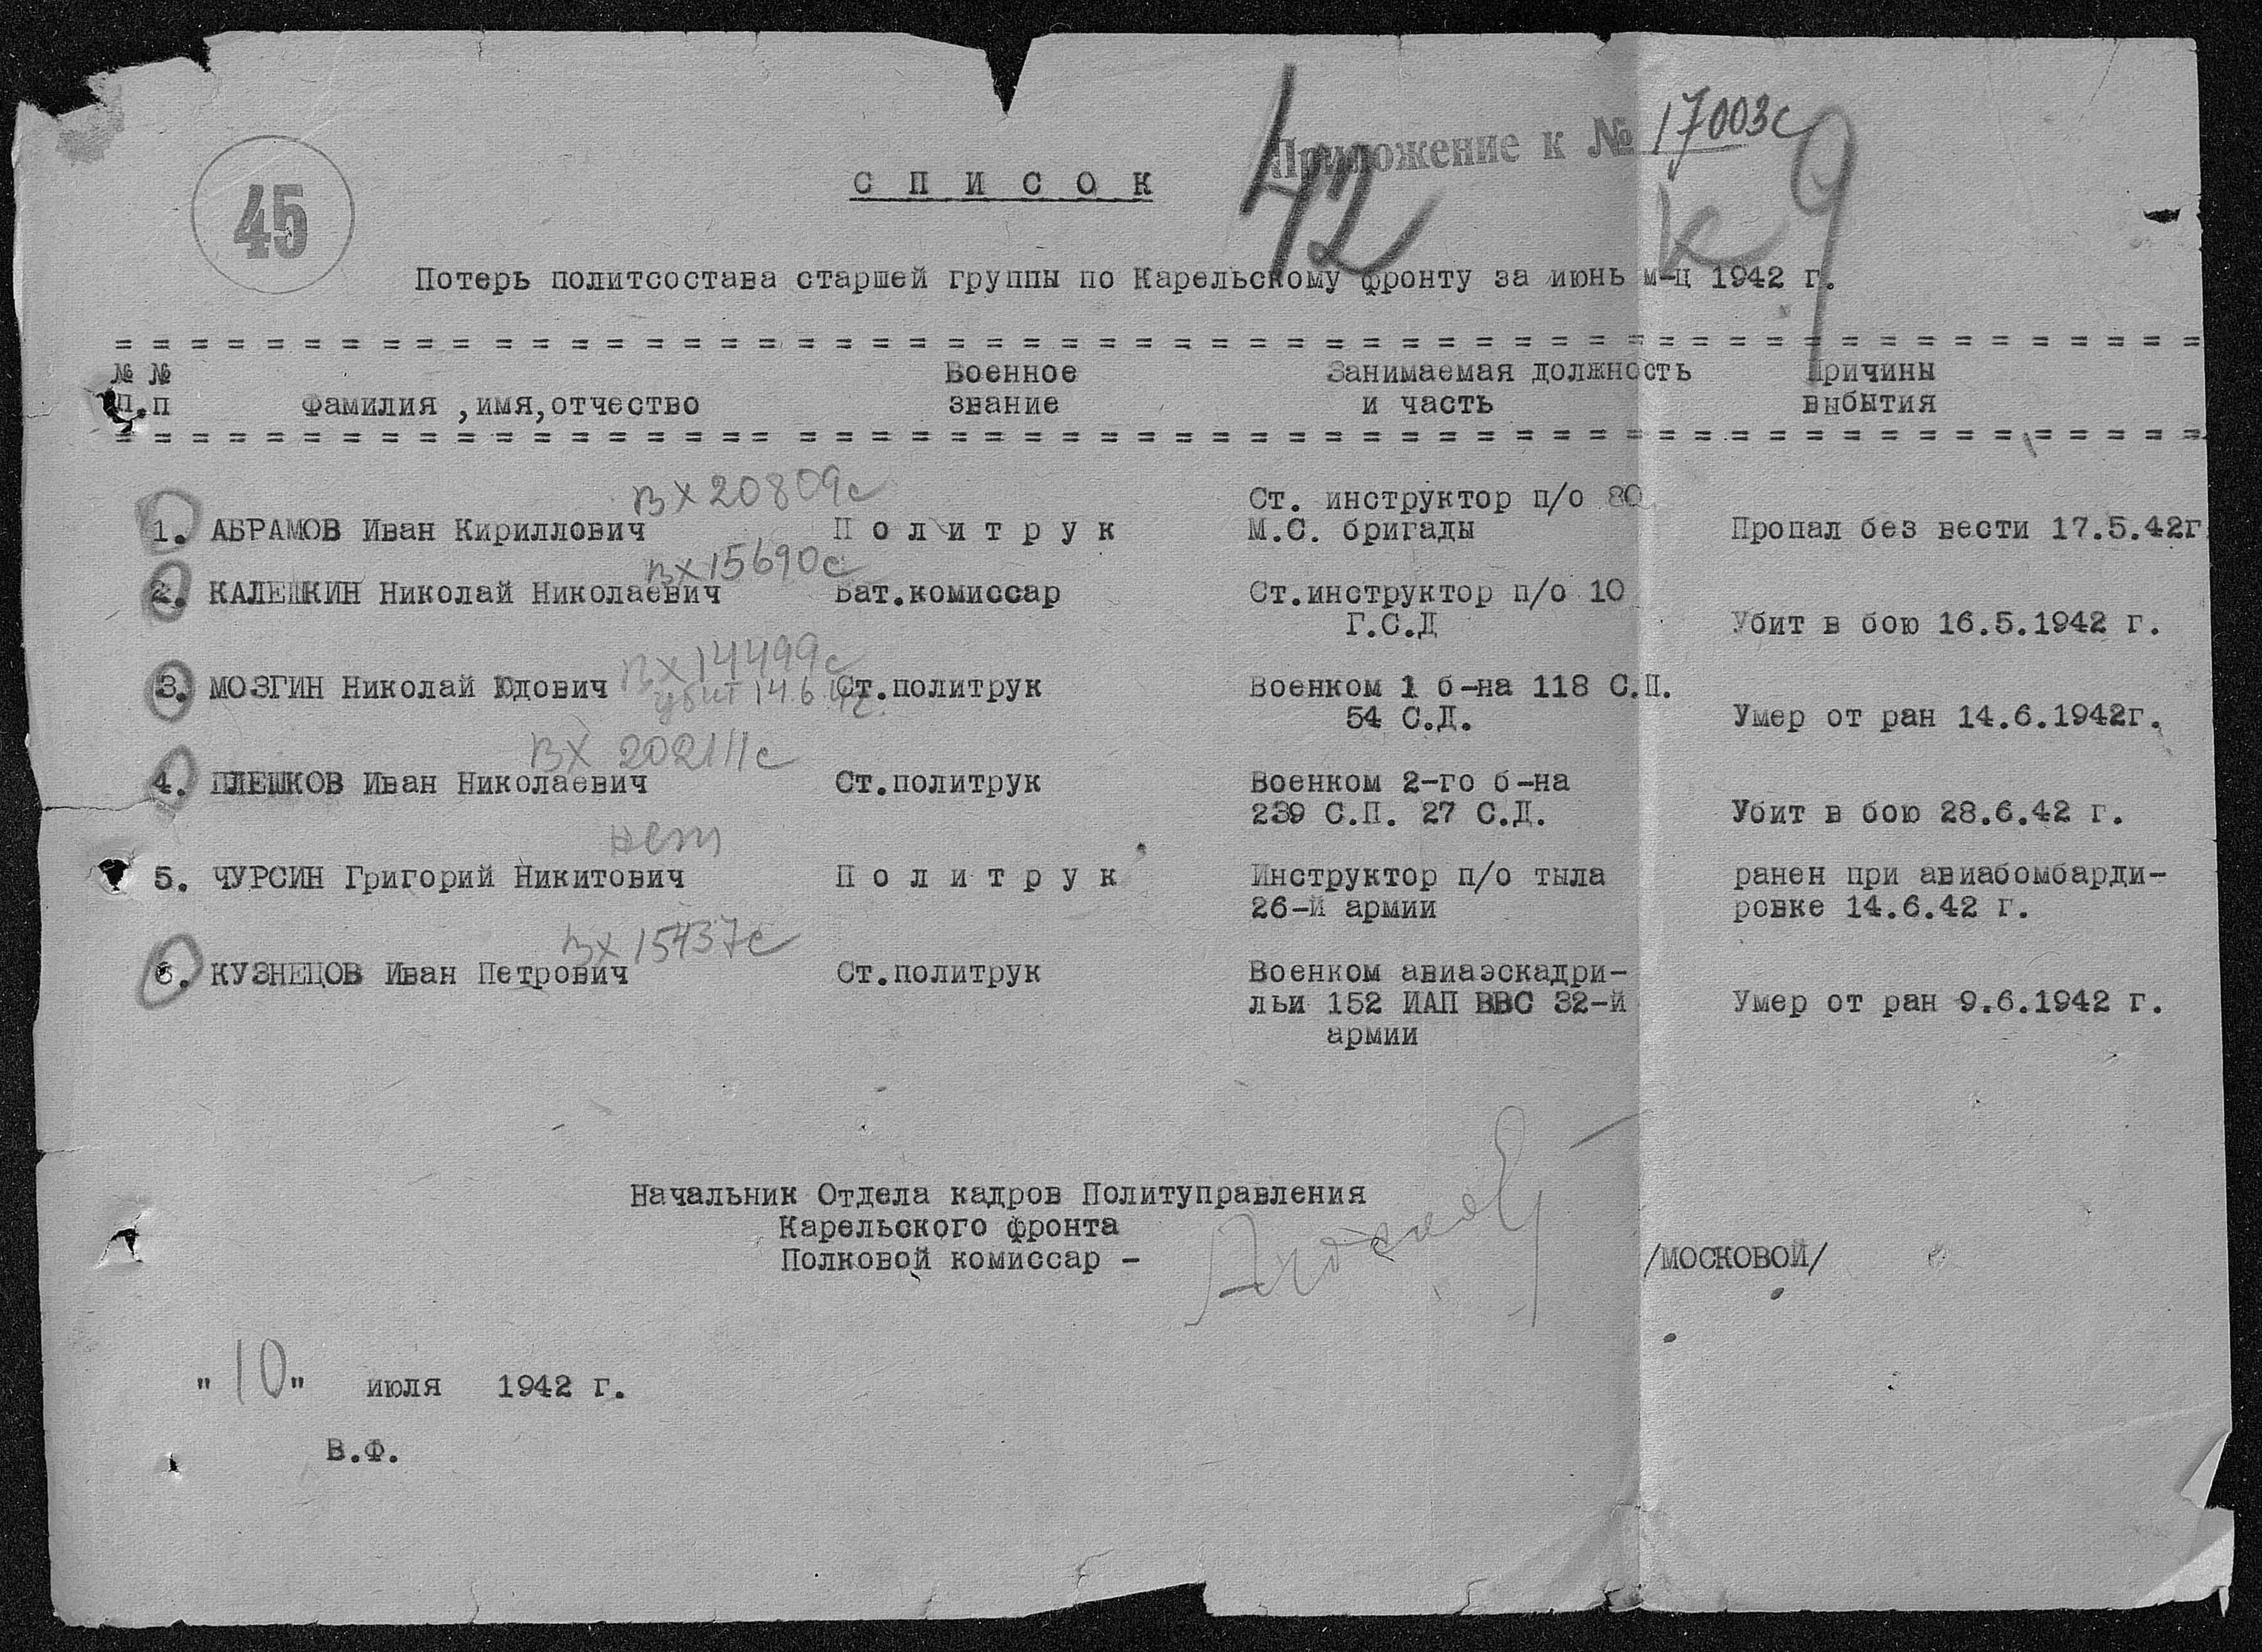 Приложение к № 17003с
45
С П И С О К
42
к 9
Потерь политсостава старшей группы по Карельскому фронту за июнь м-ц 1942 г.
№ № Военное Занимаемая должность Причины
п.п Фамилия ,имя,отчество звание и часть выбытия
вх 20809с
Ст. инструктор п/о 80
1. АБРАМОВ Иван Кириллович П о л и т р у к М.С. бригады Пропал без вести 17.5.42г
вх 15690с
2. КАЛЕШКИН Николай Николаевич Бат.комиссар Ст.инструктор п/о 10
Г.С.Д Убит в бою 16.5.1942 г.
вх 14499с
3. МОЗГИН Николай Юдович убит 14.6.42 Ст.политрук Военком 1 б-на 118 С.П.
54 С.Д. Умер от ран 14.6.1942г.
вх
4. ПЛЕШКОВ Иван Николаевич Ст.политрук Военком 2-го б-на
239 С.П. 27 С.Д. Убит в бою 28.6.42 г.
нет
5. ЧУРСИН Григорий Никитович П о л и т р у к Инструктор п/о тыла ранен при авиабомбарди-
26-й армии ровке 14.6.42 г.
вх 15437с
6. КУЗНЕЦОВ Иван Петрович Ст.политрук Военком авиаэскадри-
льи 152 ИАП ВВС 32-й Умер от ран 9.6.1942 г.
армии
Начальник Отдела кадров Политуправления
Карельского фронта
Полковой комиссар - /МОСКОВОЙ/
"10" июля 1942 г.
В.Ф.